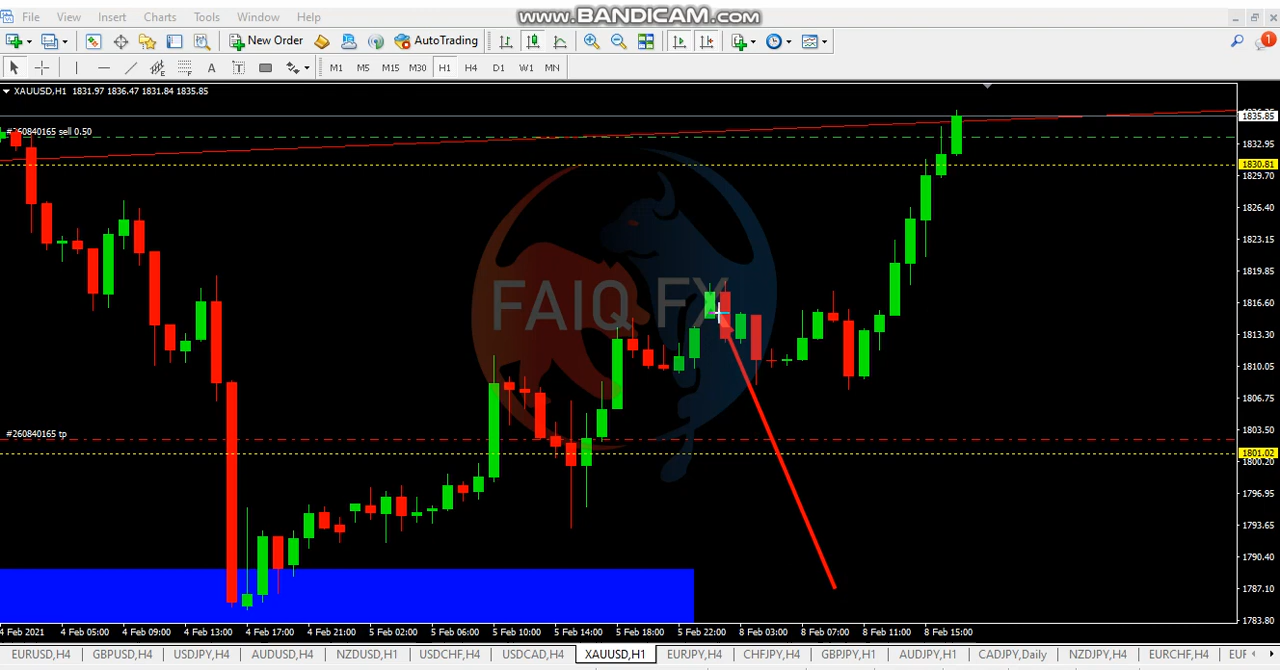 File View Insert Charts Tools Window Help
www.BANDICAM.com
New Order AutoTrading 1
A T M1 M5 M15 M30 H1 H4 D1 W1 MN
XAUUSD,H1 1831.97 1836.47 1831.84 1835.85
1835.85
#260840165 sell 0.50
1832.95
1830.81
1829.70
1826.40
1823.15
1819.85
FAIQ FX
1816.60
1813.30
1810.05
1806.75
1803.50
#260840165 tp
1801.02
1800.20
1796.95
1793.65
1790.40
1787.10
1783.80
4 Feb 2021 4 Feb 05:00 4 Feb 09:00 4 Feb 13:00 4 Feb 17:00 4 Feb 21:00 5 Feb 02:00 5 Feb 06:00 5 Feb 10:00 5 Feb 14:00 5 Feb 18:00 5 Feb 22:00 8 Feb 03:00 8 Feb 07:00 8 Feb 11:00 8 Feb 15:00
EURUSD,H4 GBPUSD,H4 USDJPY,H4 AUDUSD,H4 NZDUSD,H1 USDCHF,H4 USDCAD,H4 XAUUSD,H1 EURJPY,H4 CHFJPY,H4 GBPJPY,H1 AUDJPY,H1 CADJPY,Daily NZDJPY,H4 EURCHF,H4 EUF